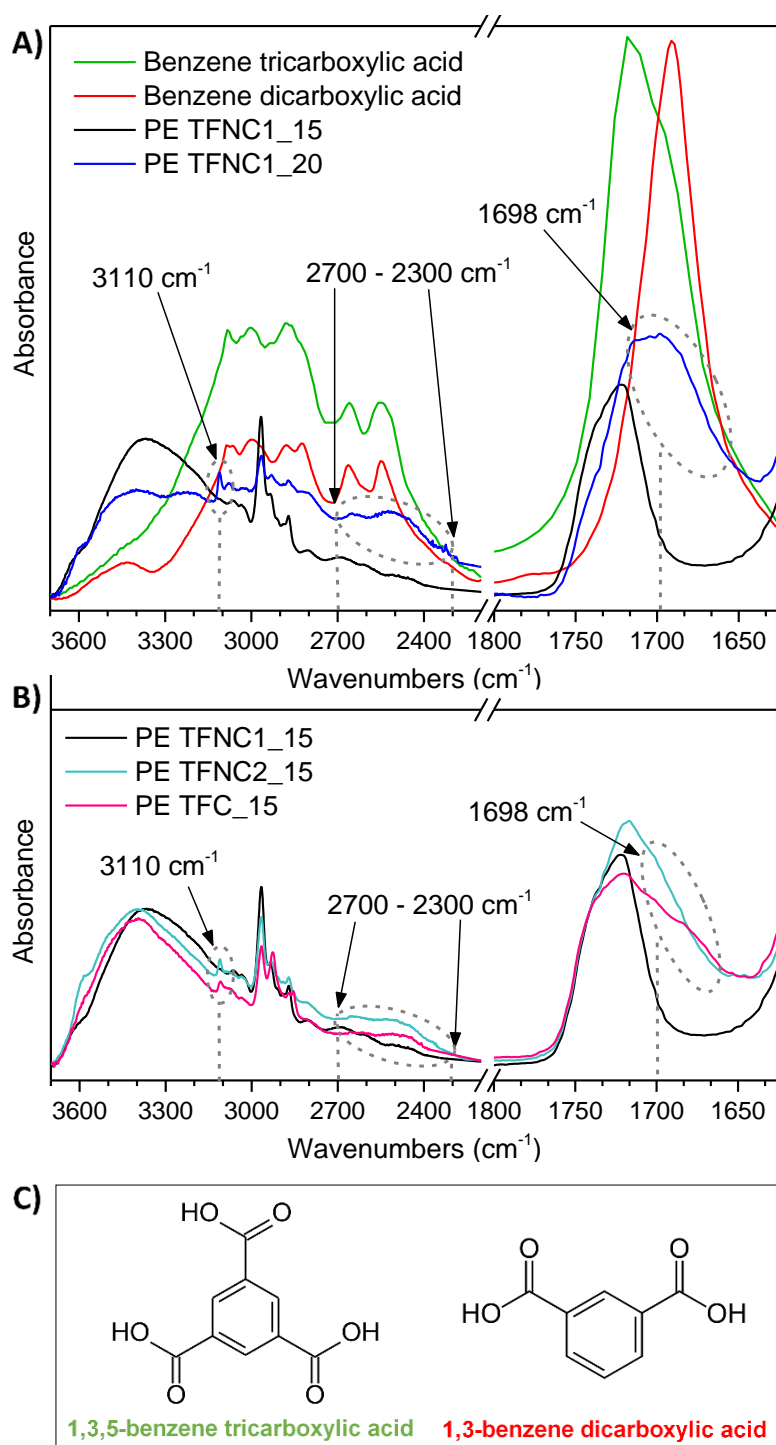 A)
Benzene tricarboxylic acid
Benzene dicarboxylic acid
PE TFNC1_15
PE TFNC1_20
1698 cm⁻¹
3110 cm⁻¹
2700 - 2300 cm⁻¹
Absorbance
3600 3300 3000 2700 2400 1800 1750 1700 1650
Wavenumbers (cm⁻¹)
B)
PE TFNC1_15
PE TFNC2_15
PE TFC_15
1698 cm⁻¹
3110 cm⁻¹
2700 - 2300 cm⁻¹
Absorbance
3600 3300 3000 2700 2400 1800 1750 1700 1650
Wavenumbers (cm⁻¹)
C)
HO O
O O
HO OH
O O
HO OH
1,3,5-benzene tricarboxylic acid
1,3-benzene dicarboxylic acid